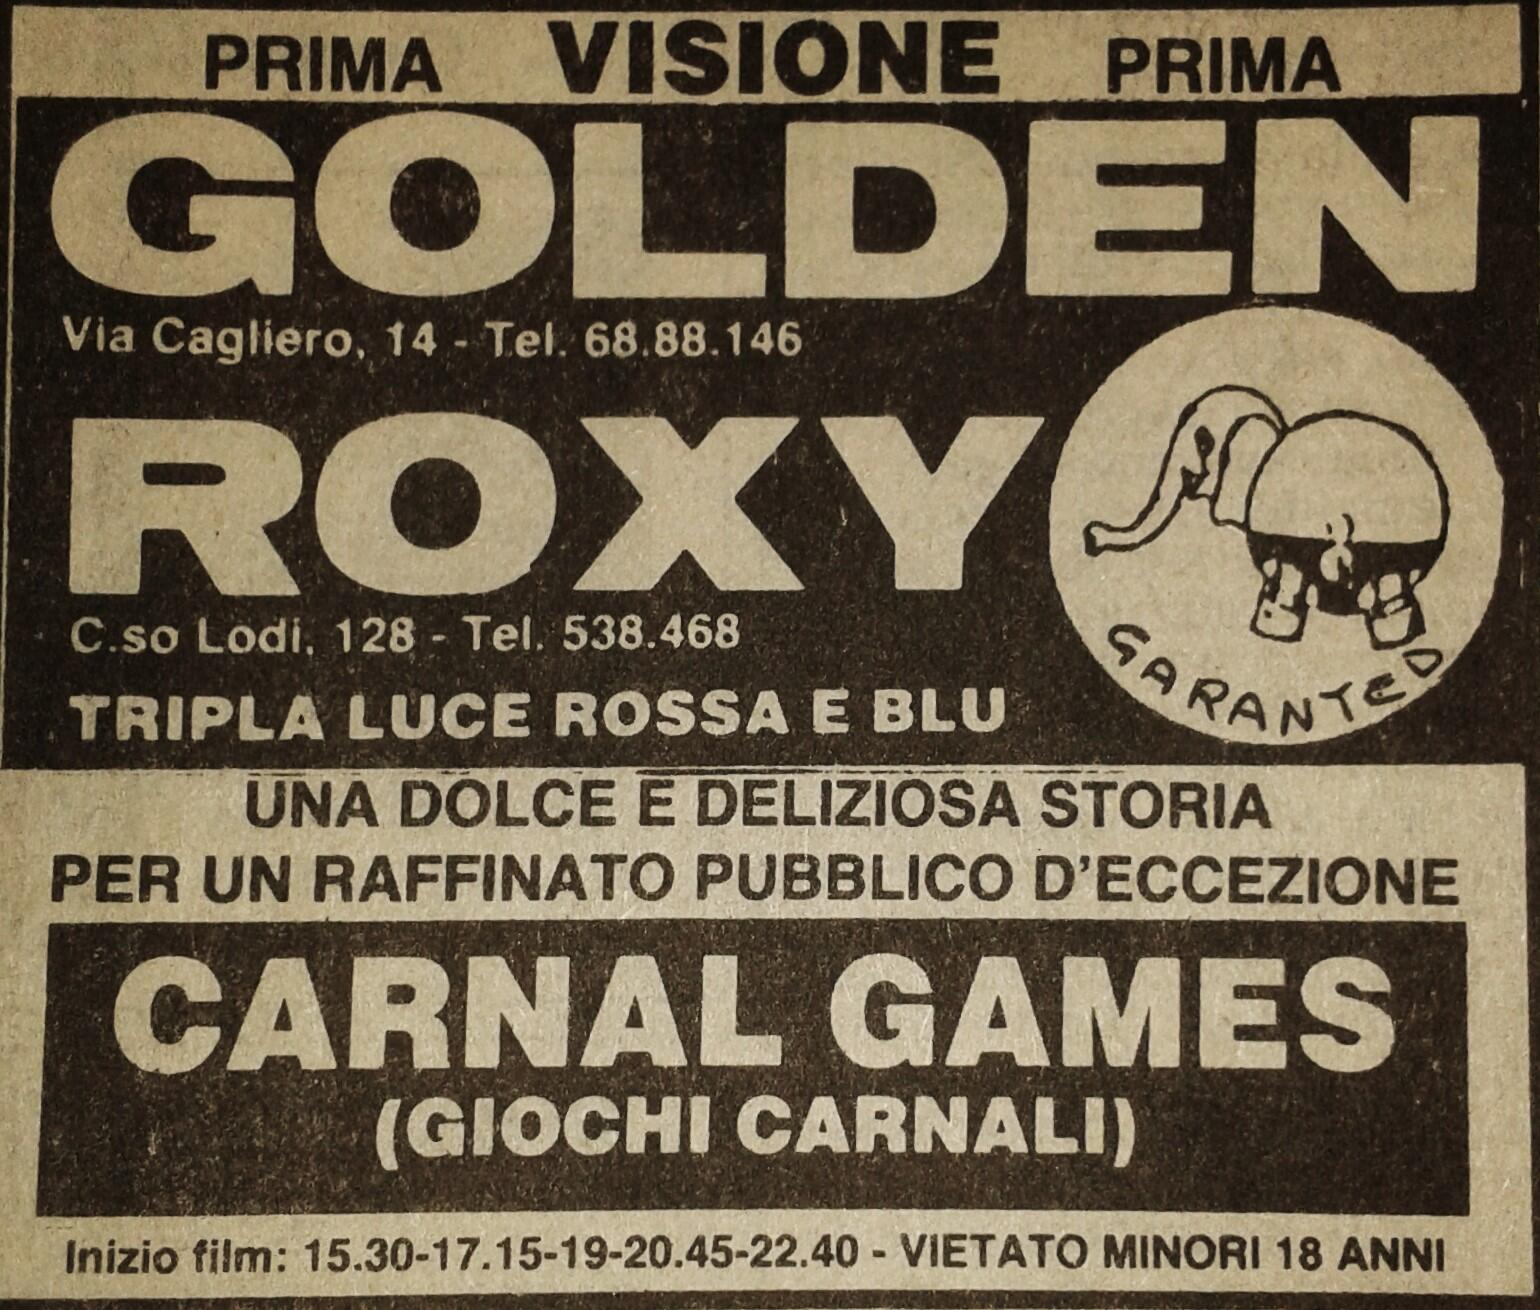 PRIMA VISIONE PRIMA
GOLDEN
Via Cagliero, 14 - Tel. 68.88.146
ROXY
C.so Lodi, 128 - Tel. 538.468
TRIPLA LUCE ROSSA E BLU
GARANTED
UNA DOLCE E DELIZIOSA STORIA
PER UN RAFFINATO PUBBLICO D'ECCEZIONE
CARNAL GAMES
(GIOCHI CARNALI)
Inizio film: 15.30-17.15-19-20.45-22.40 - VIETATO MINORI 18 ANNI